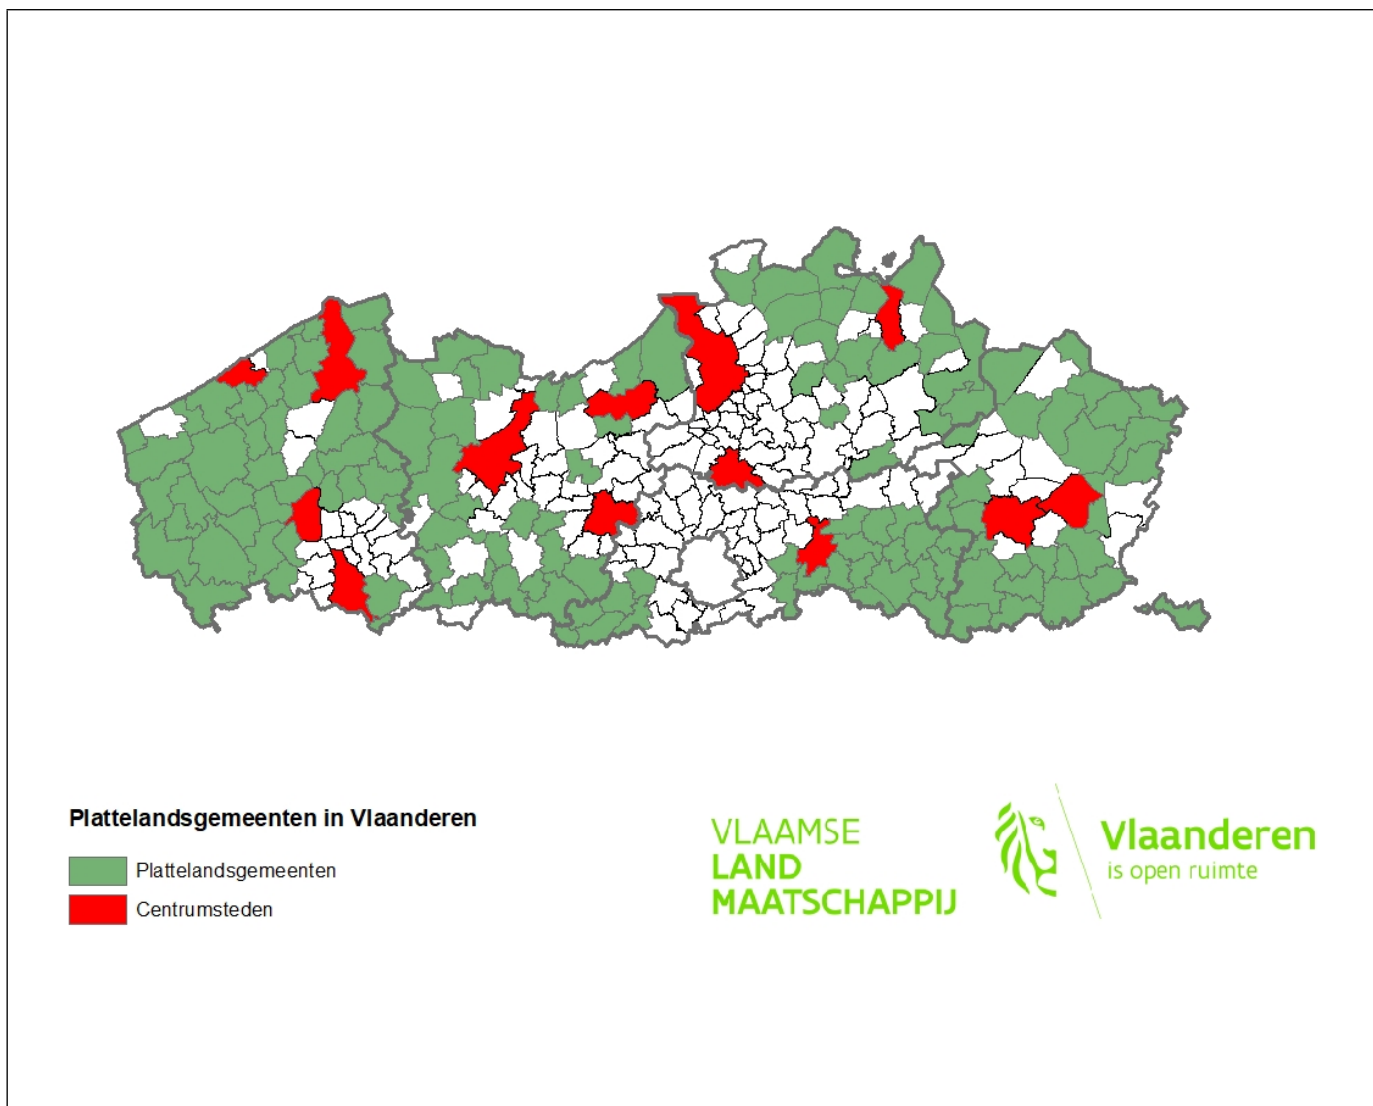 Plattelandsgemeenten in Vlaanderen
Plattelandsgemeenten
Centrumsteden
VLAAMSE
LAND
MAATSCHAPPIJ
Vlaanderen
is open ruimte